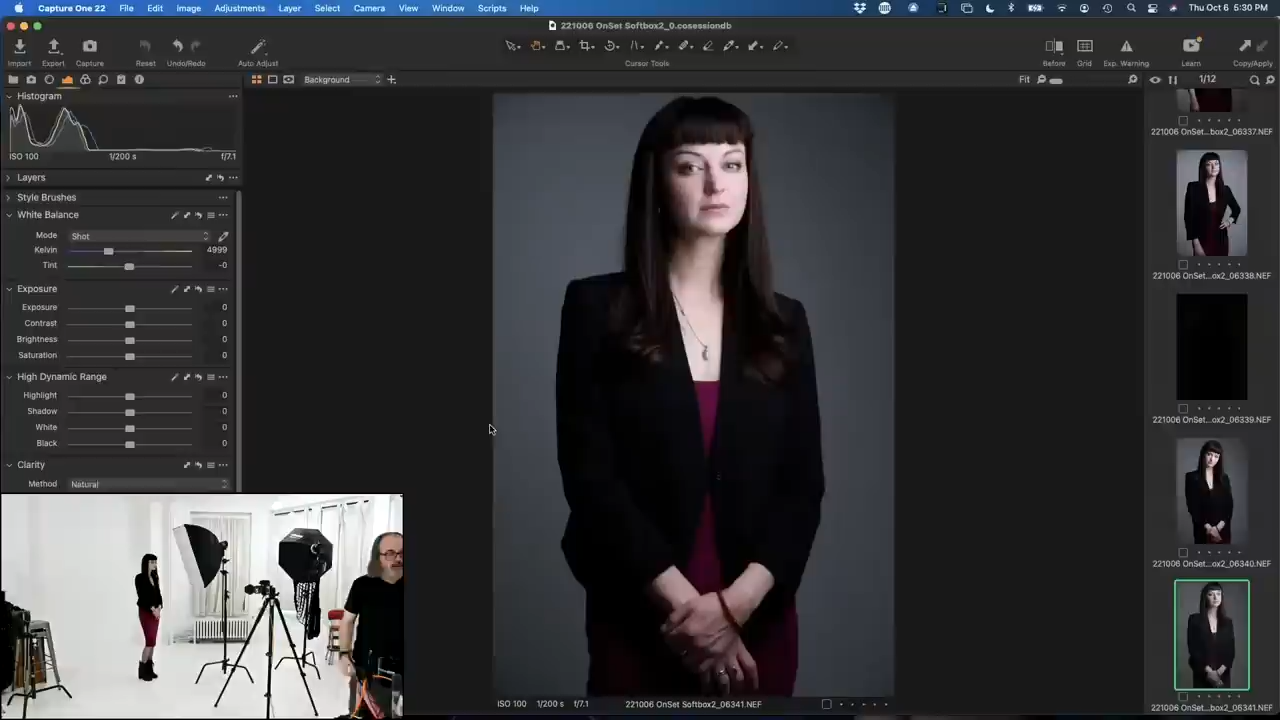 Capture One 22 File Edit Image Adjustments Layer Select Camera View Window Scripts Help Thu Oct 6 5:30 PM
221006 OnSet Softbox2_0.cosessiondb
Import Export Capture Reset Undo/Redo Auto Adjust Cursor Tools Before Grid Exp. Warning Learn Copy/Apply
Background Fit 1/12
Histogram
ISO 100 1/200 s f/7.1
Layers
Style Brushes
White Balance
Mode Shot
Kelvin 4999
Tint -0
Exposure
Exposure 0
Contrast 0
Brightness 0
Saturation 0
High Dynamic Range
Highlight 0
Shadow 0
White 0
Black 0
Clarity
Method Natural
221006 OnSet...box2_06337.NEF
221006 OnSet...ox2_06338.NEF
221006 OnSet...ox2_06339.NEF
221006 OnSet...ox2_06340.NEF
221006 OnSet...box2_06341.NEF
ISO 100 1/200 s f/7.1 221006 OnSet Softbox2_06341.NEF